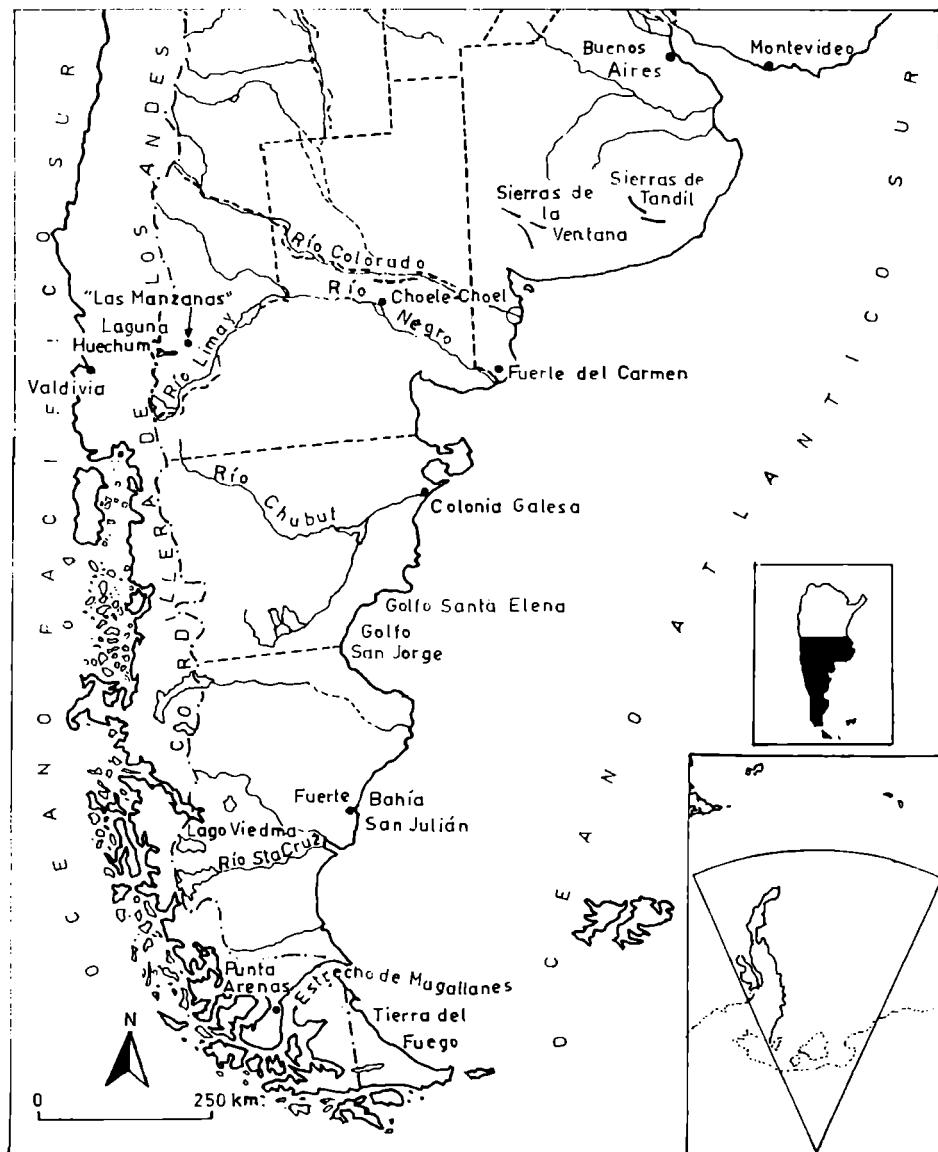 Buenos
Aires
Montevideo
OCEANO PACIFICO SUR
CORDILLERA DE LOS ANDES
OCEANO ATLANTICO SUR
Sierras de
la
Ventana
Sierras de
Tandil
Río Colorado
"Las Manzanas"
Laguna
Huechum
Río Negro
Choele-Choel
Río Limay
Valdivia
Fuerle del Carmen
Río Chubut
Colonia Galesa
Golfo Santa Elena
Golfo
San Jorge
Fuerte
Bahía
San Julián
Lago Viedma
Río Sta Cruz
Punta
Arenas
Estrecho de Magallanes
Tierra del
Fuego
N
0
250 km.